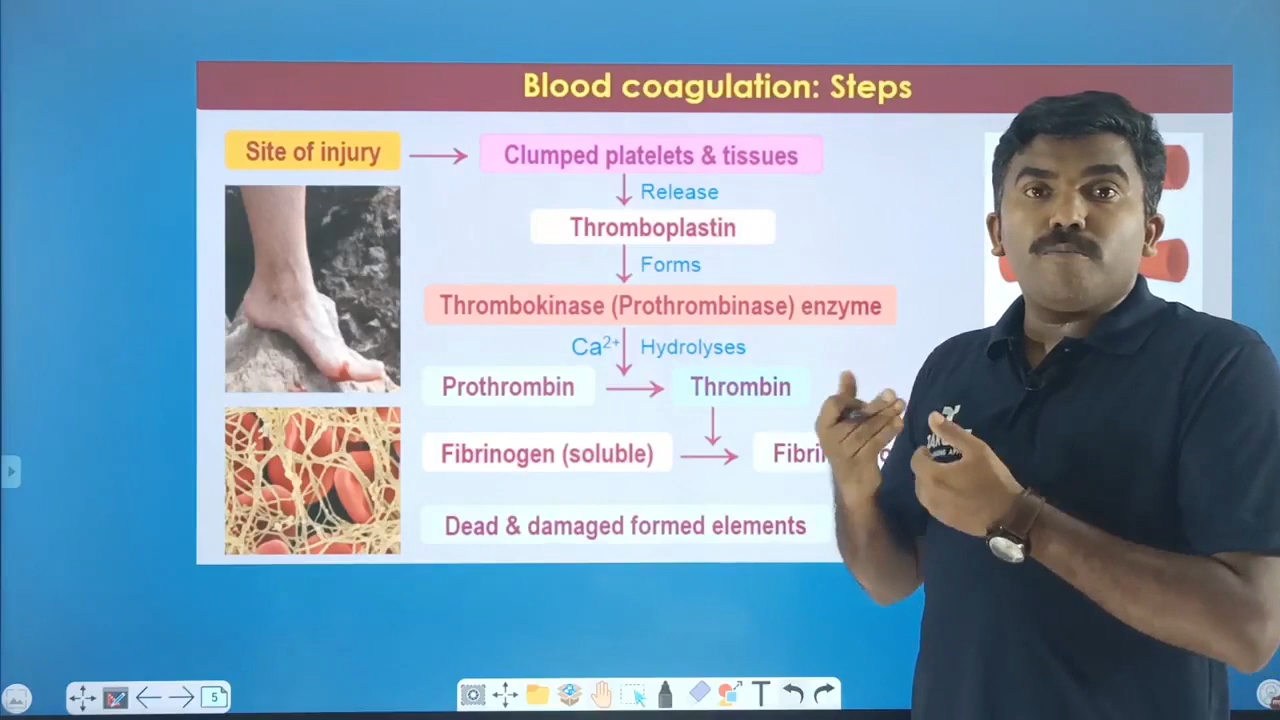 Blood coagulation: Steps
Site of injury
Clumped platelets & tissues
Release
Thromboplastin
Forms
Thrombokinase (Prothrombinase) enzyme
Ca²⁺ Hydrolyses
Prothrombin
Thrombin
Fibrinogen (soluble)
Dead & damaged formed elements
5
T